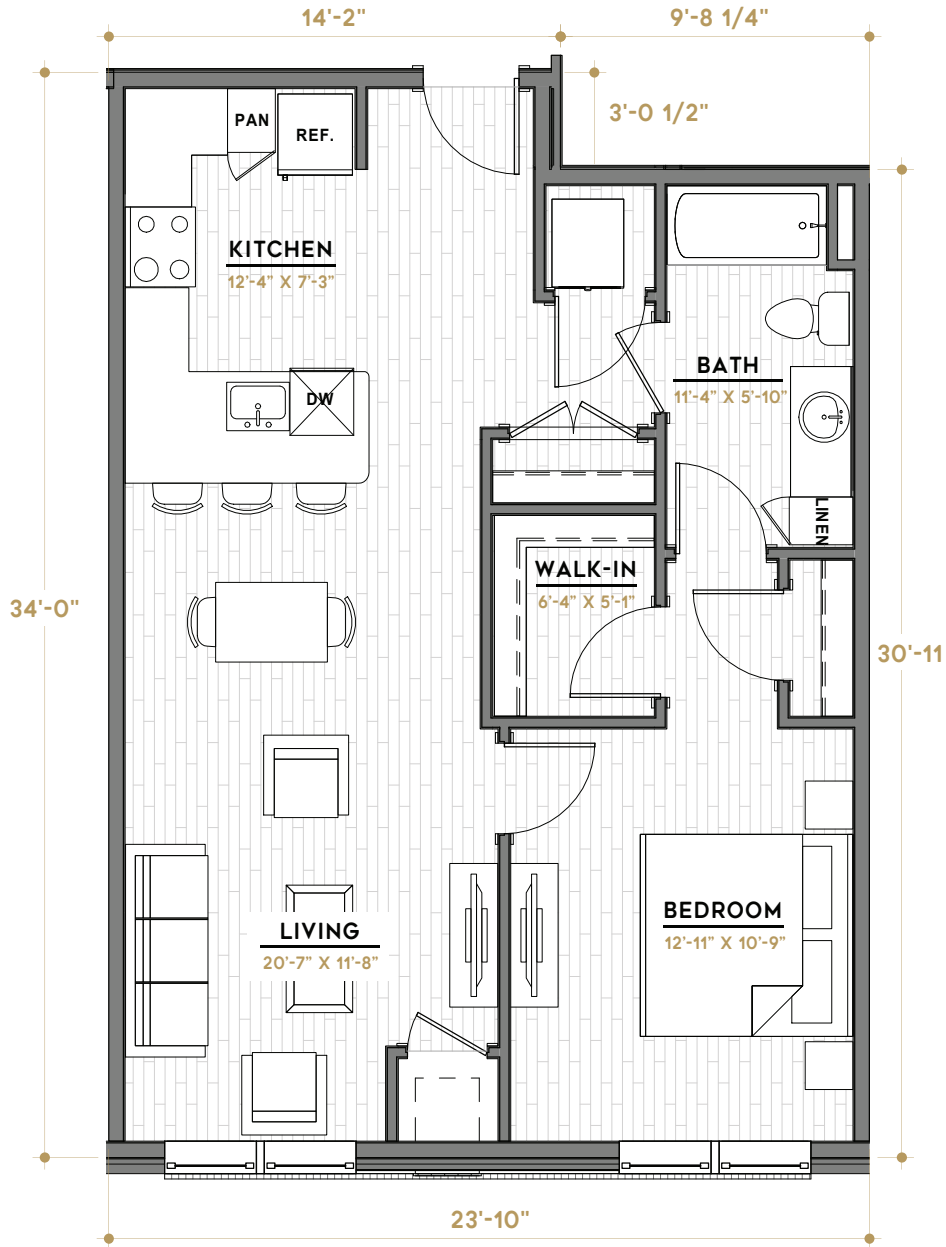 14'-2"
9'-8 1/4"
3'-0 1/2"
PAN
REF.
KITCHEN
12'-4” X 7'-3”
BATH
11'-4” X 5'-10”
DW
LINEN
WALK-IN
6'-4” X 5'-1”
34'-0"
30'-11
LIVING
20'-7” X 11'-8”
BEDROOM
12'-11” X 10'-9”
23'-10"